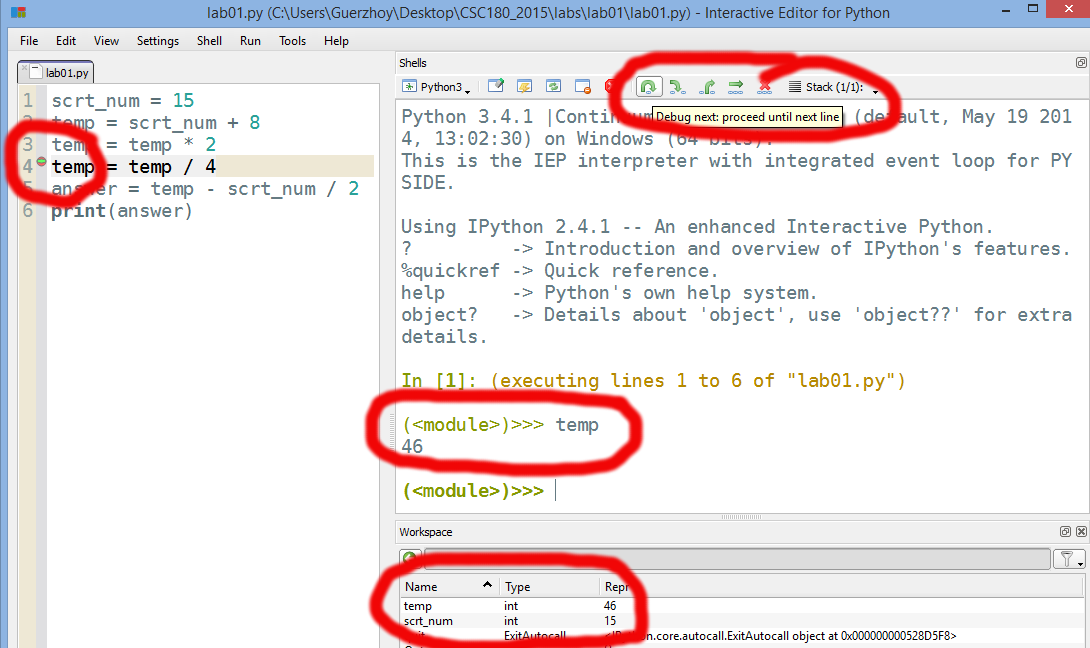 lab01.py (C:\Users\Guerzhoy\Desktop\CSC180_2015\labs\lab01\lab01.py) - Interactive Editor for Python
File Edit View Settings Shell Run Tools Help
lab01.py
1 scrt_num = 15
2 temp = scrt_num + 8
3 temp = temp * 2
4 temp = temp / 4
5 answer = temp - scrt_num / 2
6 print(answer)
Shells
Python3 Stack (1/1):
Debug next: proceed until next line
Python 3.4.1 |Continuum (default, May 19 201
4, 13:02:30) on Windows (64 bits).
This is the IEP interpreter with integrated event loop for PY
SIDE.
Using IPython 2.4.1 -- An enhanced Interactive Python.
? -> Introduction and overview of IPython's features.
%quickref -> Quick reference.
help -> Python's own help system.
object? -> Details about 'object', use 'object??' for extra
details.
In [1]: (executing lines 1 to 6 of "lab01.py")
(<module>)>>> temp
46
(<module>)>>>
Workspace
Name Type Repr
temp int 46
scrt_num int 15
ExitAutocall <IPython.core.autocall.ExitAutocall object at 0x000000000528D5F8>